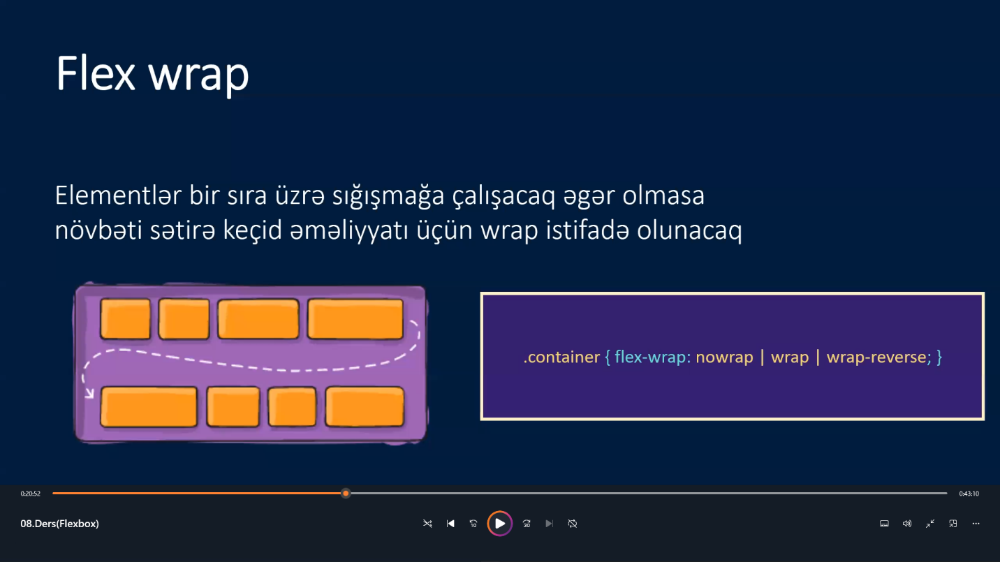 Flex wrap
Elementlər bir sıra üzrə sığışmağa çalışacaq əgər olmasa
növbəti sətirə keçid əməliyyatı üçün wrap istifadə olunacaq
.container { flex-wrap: nowrap | wrap | wrap-reverse; }
0:20:52
0:43:10
08.Ders(Flexbox)
10
30